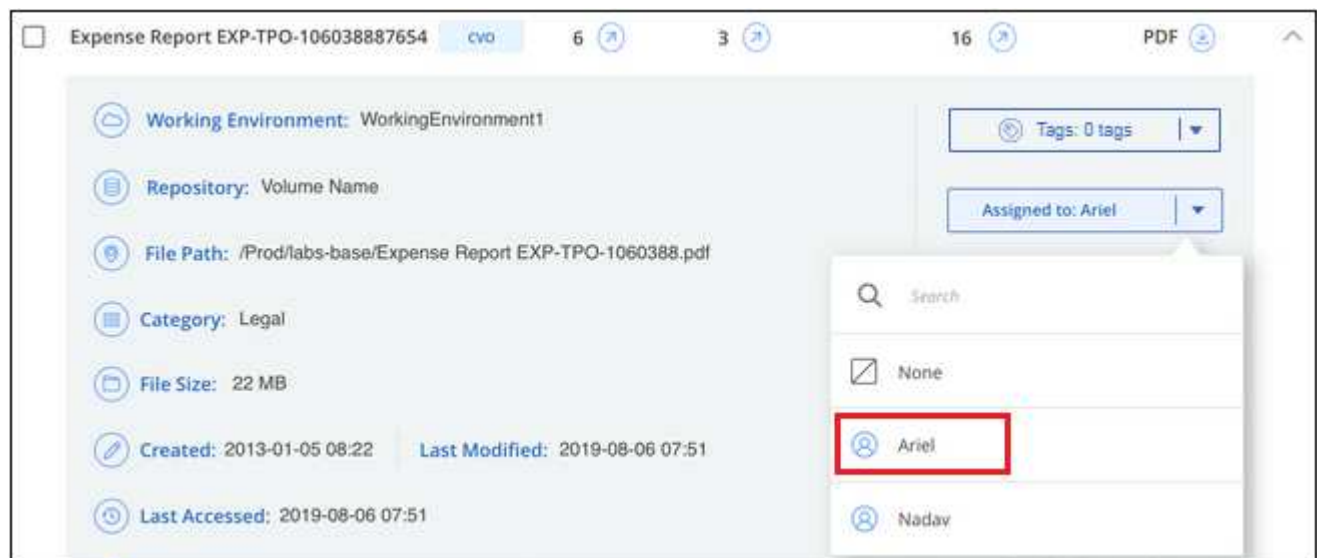 Expense Report EXP-TPO-106038887654 CVO 6 3 16 PDF
Working Environment: WorkingEnvironment1
Tags: 0 tags
Repository: Volume Name
Assigned to: Ariel
File Path: /Prod/labs-base/Expense Report EXP-TPO-1060388.pdf
Search
Category: Legal
None
File Size: 22 MB
Ariel
Created: 2013-01-05 08:22 Last Modified: 2019-08-06 07:51
Last Accessed: 2019-08-06 07:51
Nadav